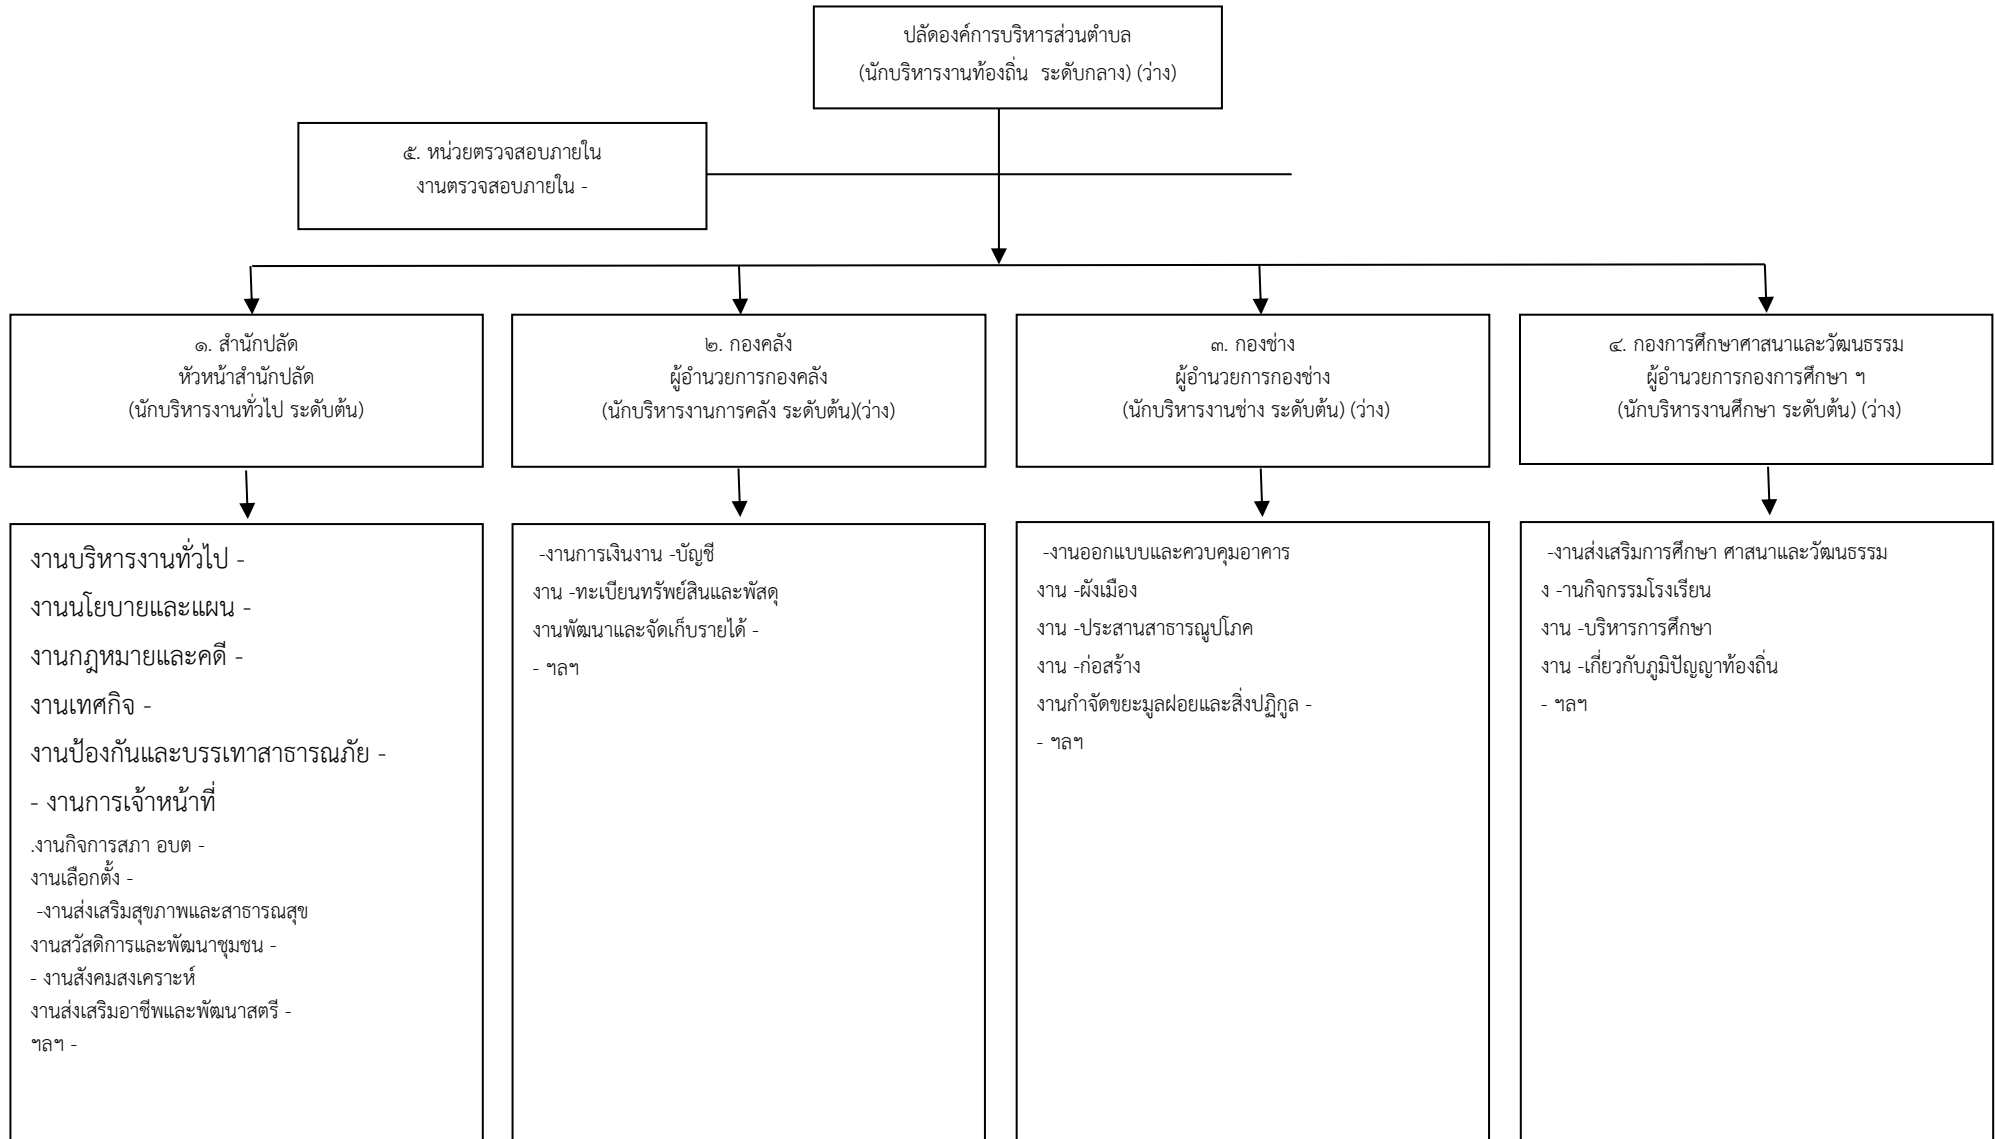 ปลัดองค์การบริหารส่วนตำบล
(นักบริหารงานท้องถิ่น  ระดับกลาง) (ว่าง)
๕. หน่วยตรวจสอบภายใน
งานตรวจสอบภายใน -
๑. สำนักปลัด
หัวหน้าสำนักปลัด
(นักบริหารงานทั่วไป ระดับต้น)
๒. กองคลัง
ผู้อำนวยการกองคลัง
(นักบริหารงานการคลัง ระดับต้น)(ว่าง)
๓. กองช่าง
ผู้อำนวยการกองช่าง
(นักบริหารงานช่าง ระดับต้น) (ว่าง)
๔. กองการศึกษาศาสนาและวัฒนธรรม
ผู้อำนวยการกองการศึกษา ฯ
(นักบริหารงานศึกษา ระดับต้น) (ว่าง)
งานบริหารงานทั่วไป -
งานนโยบายและแผน -
งานกฎหมายและคดี -
งานเทศกิจ -
งานป้องกันและบรรเทาสาธารณภัย -
- งานการเจ้าหน้าที่
.งานกิจการสภา อบต -
งานเลือกตั้ง -
-งานส่งเสริมสุขภาพและสาธารณสุข
งานสวัสดิการและพัฒนาชุมชน -
- งานสังคมสงเคราะห์
งานส่งเสริมอาชีพและพัฒนาสตรี -
ฯลฯ -
-งานการเงินงาน -บัญชี
งาน -ทะเบียนทรัพย์สินและพัสดุ
งานพัฒนาและจัดเก็บรายได้ -
- ฯลฯ
-งานออกแบบและควบคุมอาคาร
งาน -ผังเมือง
งาน -ประสานสาธารณูปโภค
งาน -ก่อสร้าง
งานกำจัดขยะมูลฝอยและสิ่งปฏิกูล -
- ฯลฯ
-งานส่งเสริมการศึกษา ศาสนาและวัฒนธรรม
ง -านกิจกรรมโรงเรียน
งาน -บริหารการศึกษา
งาน -เกี่ยวกับภูมิปัญญาท้องถิ่น
- ฯลฯ